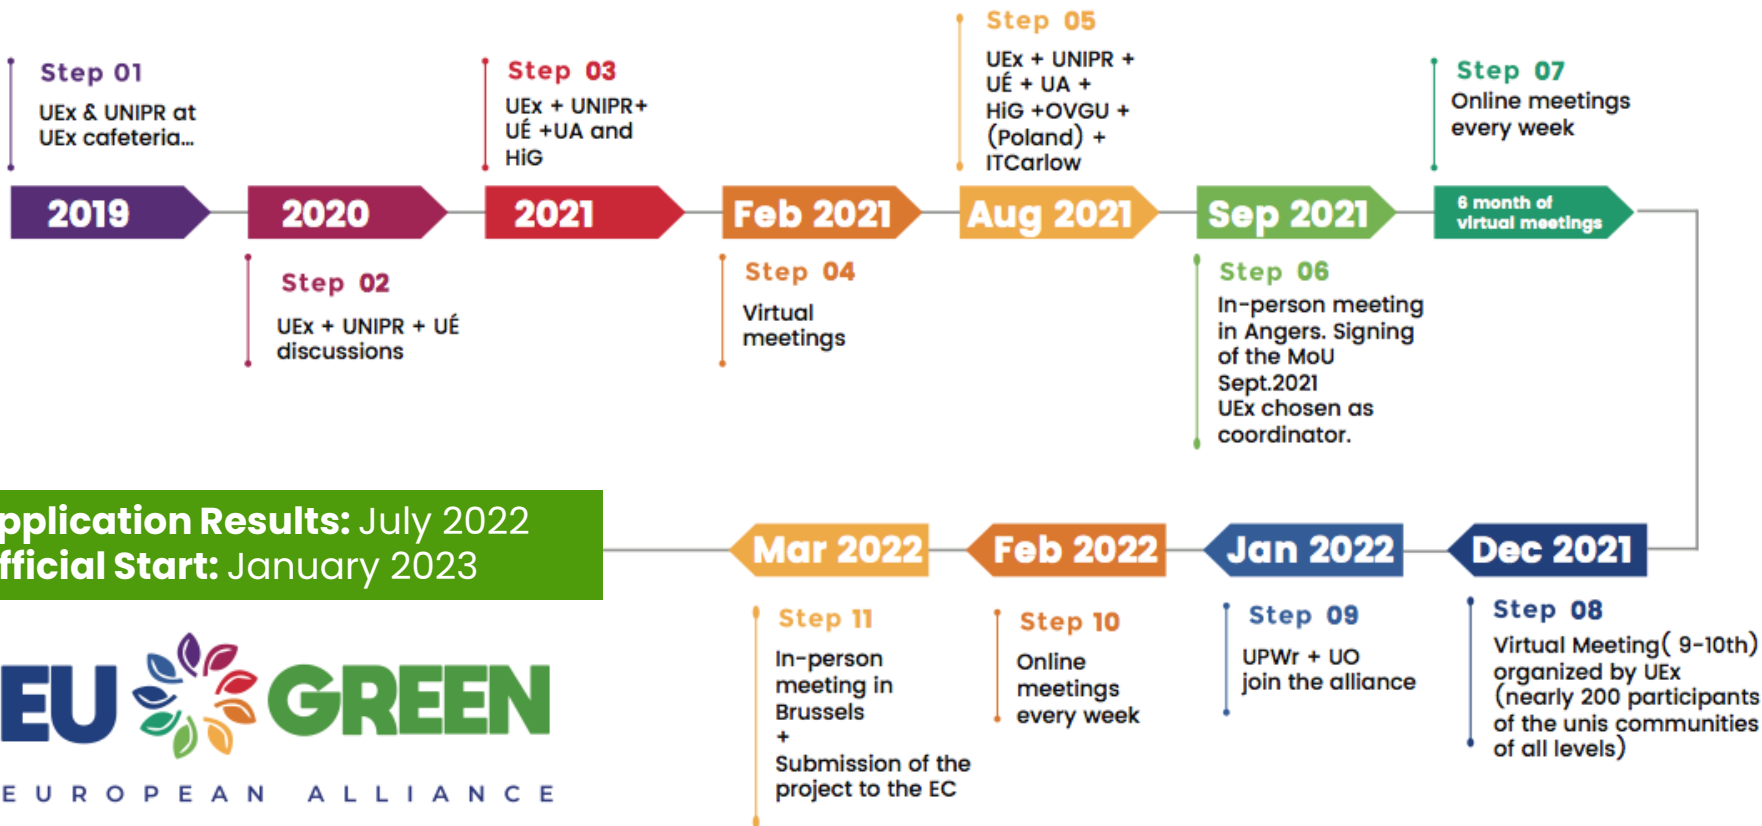 Step 01
UEx & UNIPR at
UEx cafeteria...
2019
2020
Step 02
UEx + UNIPR + UÉ
discussions
Step 03
UEx + UNIPR+
UÉ +UA and
HiG
2021
Feb 2021
Step 04
Virtual
meetings
Step 05
UEx + UNIPR +
UÉ + UA +
HiG +OVGU +
(Poland) +
ITCarlow
Aug 2021
Sep 2021
Step 06
In-person meeting
in Angers. Signing
of the MoU
Sept.2021
UEx chosen as
coordinator.
Step 07
Online meetings
every week
6 month of
virtual meetings
Dec 2021
Step 08
Virtual Meeting( 9-10th)
organized by UEx
(nearly 200 participants
of the unis communities
of all levels)
Jan 2022
Step 09
UPWr + UO
join the alliance
Feb 2022
Step 10
Online
meetings
every week
Mar 2022
Step 11
In-person
meeting in
Brussels
+
Submission of the
project to the EC
pplication Results: July 2022
fficial Start: January 2023
EU GREEN
EUROPEAN ALLIANCE